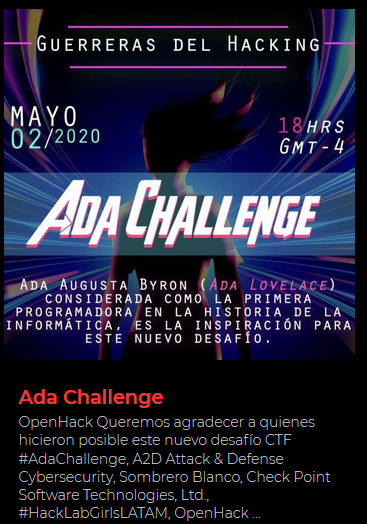 Guerreras del Hacking
MAYO
02/2020
18HRS
GMT-4
ADA CHALLENGE
Ada Augusta Byron (Ada Lovelace)
considerada como la primera
programadora en la historia de la
informática, es la inspiración para
este nuevo desafío.
Ada Challenge
OpenHack Queremos agradecer a quienes
hicieron posible este nuevo desafío CTF
#AdaChallenge, A2D Attack & Defense
Cybersecurity, Sombrero Blanco, Check Point
Software Technologies, Ltd.,
#HackLabGirlsLATAM, OpenHack ...